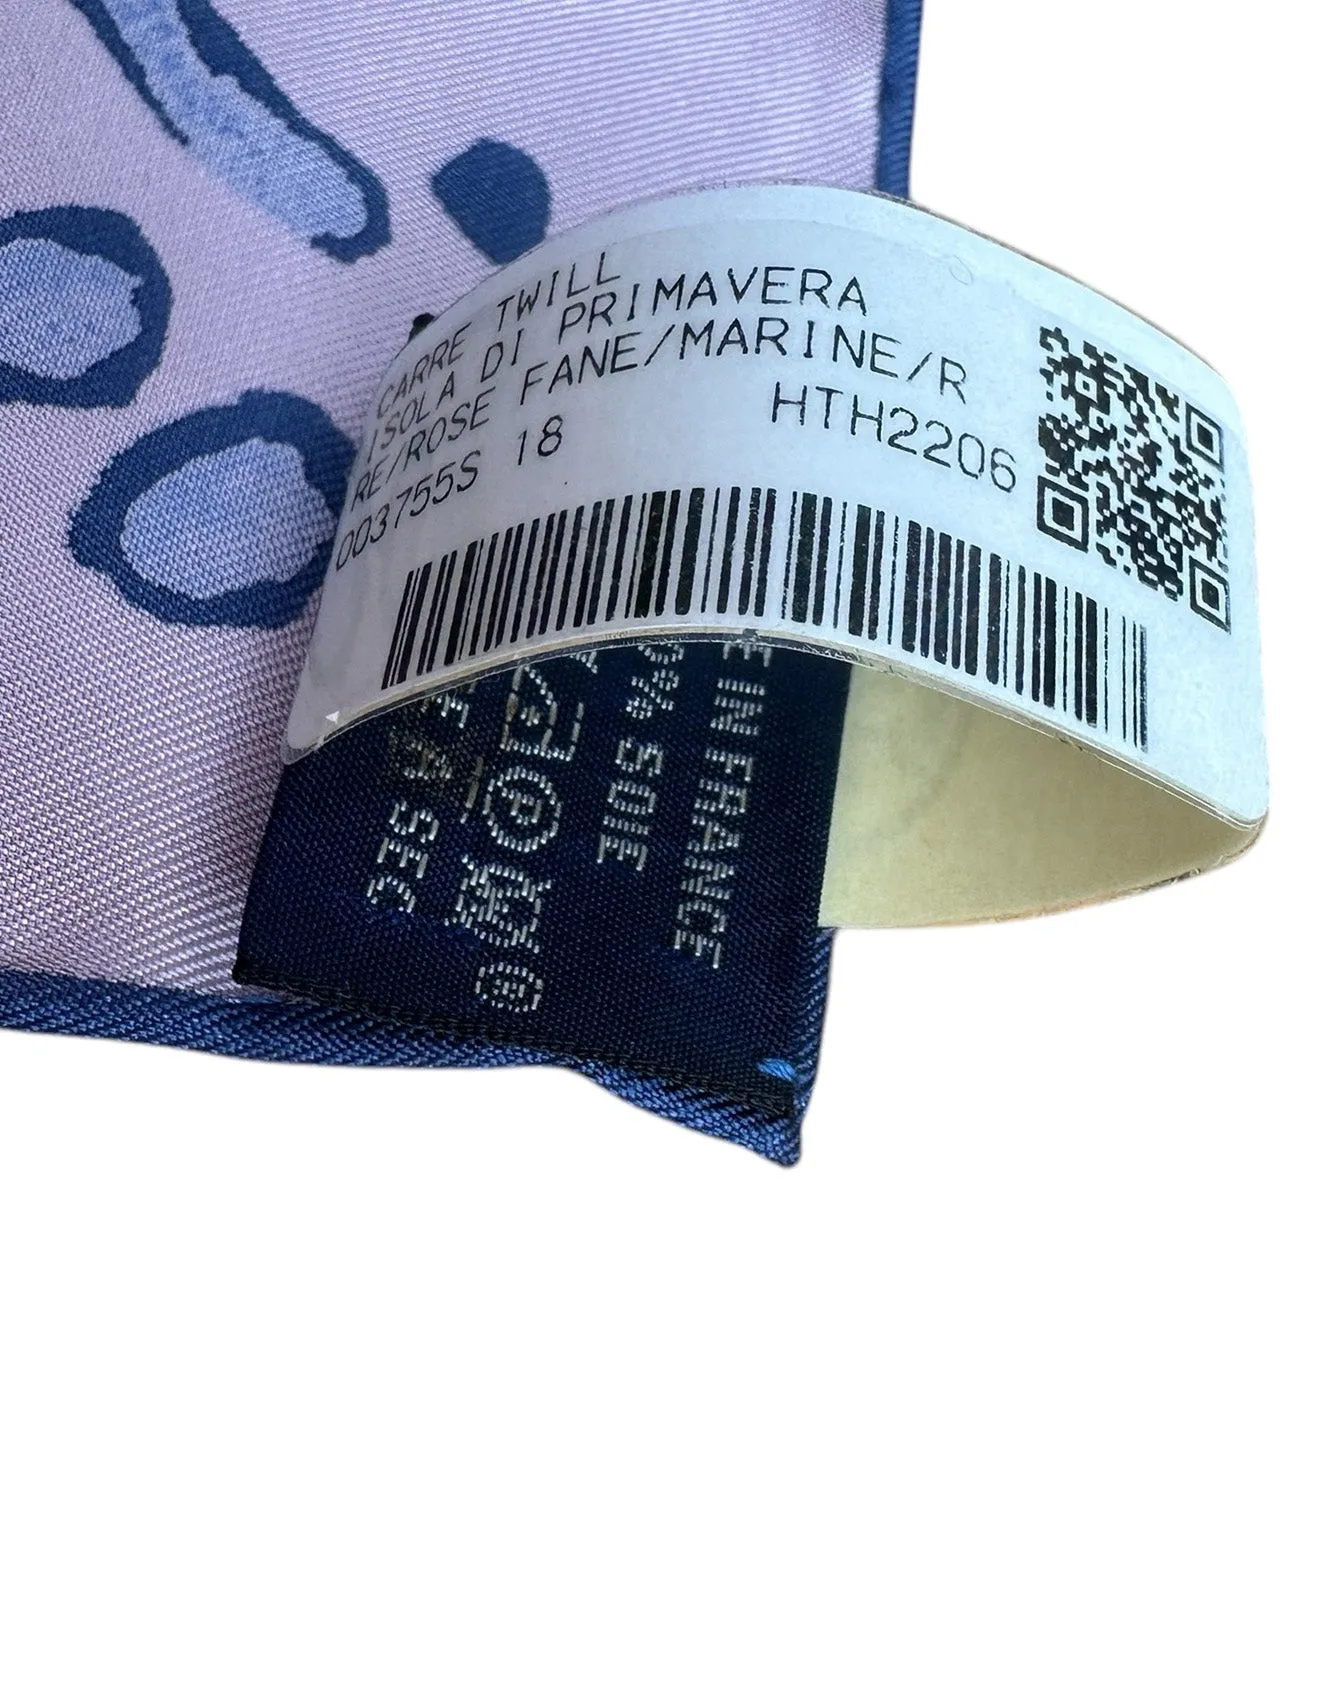 CARRE TWILL
ISOLA DI PRIMAVERA
RE/ROSE FANE/MARINE/R
003755S 18 HTH2206
E IN FRANCE
% SOIE
P